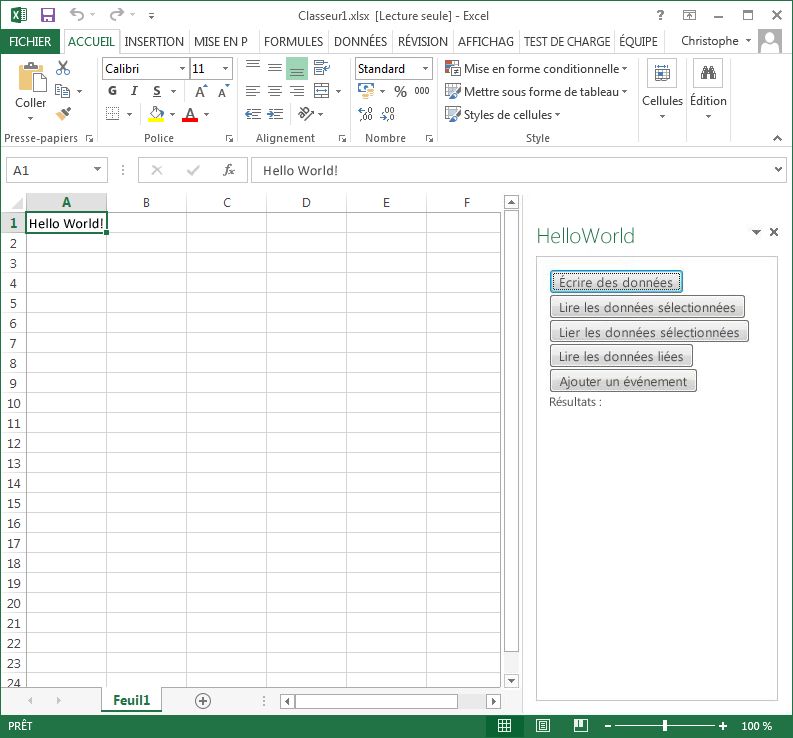 Classeur1.xlsx [Lecture seule] - Excel
?
FICHIER ACCUEIL INSERTION MISE EN P FORMULES DONNÉES RÉVISION AFFICHAG TEST DE CHARGE ÉQUIPE Christophe
Coller
Calibri 11
G I S A A
A
Standard
% 000
Mise en forme conditionnelle
Mettre sous forme de tableau
Styles de cellules
Cellules Édition
Presse-papiers Police Alignement Nombre Style
A1 fx Hello World!
A B C D E F
1 Hello World!
2
3
4
5
6
7
8
9
10
11
12
13
14
15
16
17
18
19
20
21
22
23
24
HelloWorld
Écrire des données
Lire les données sélectionnées
Lier les données sélectionnées
Lire les données liées
Ajouter un événement
Résultats :
Feuil1
PRÊT 100 %